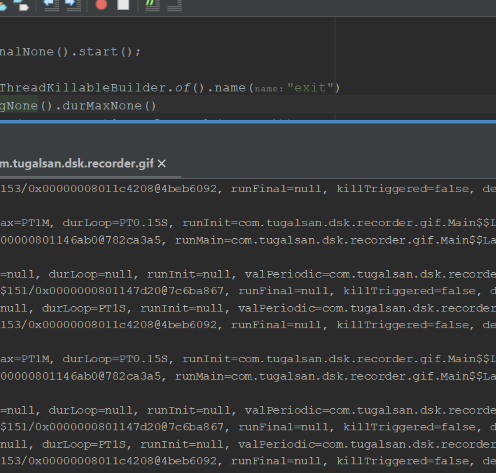 nalNone().start();
ThreadKillableBuilder.of().name(name: "exit")
gNone().durMaxNone()
m.tugalsan.dsk.recorder.gif ×
153/0x00000008011c4208@4beb6092, runFinal=null, killTriggered=false, de
ax=PT1M, durLoop=PT0.15S, runInit=com.tugalsan.dsk.recorder.gif.Main$$L
00000801146ab0@782ca3a5, runMain=com.tugalsan.dsk.recorder.gif.Main$$La
=null, durLoop=null, runInit=null, valPeriodic=com.tugalsan.dsk.recorde
$151/0x0000000801147d20@7c6ba867, runFinal=null, killTriggered=false, d
null, durLoop=PT1S, runInit=null, valPeriodic=com.tugalsan.dsk.recorder
153/0x00000008011c4208@4beb6092, runFinal=null, killTriggered=false, de
ax=PT1M, durLoop=PT0.15S, runInit=com.tugalsan.dsk.recorder.gif.Main$$L
00000801146ab0@782ca3a5, runMain=com.tugalsan.dsk.recorder.gif.Main$$La
=null, durLoop=null, runInit=null, valPeriodic=com.tugalsan.dsk.recorde
$151/0x0000000801147d20@7c6ba867, runFinal=null, killTriggered=false, d
null, durLoop=PT1S, runInit=null, valPeriodic=com.tugalsan.dsk.recorder
153/0x00000008011c4208@4beb6092, runFinal=null, killTriggered=false, de